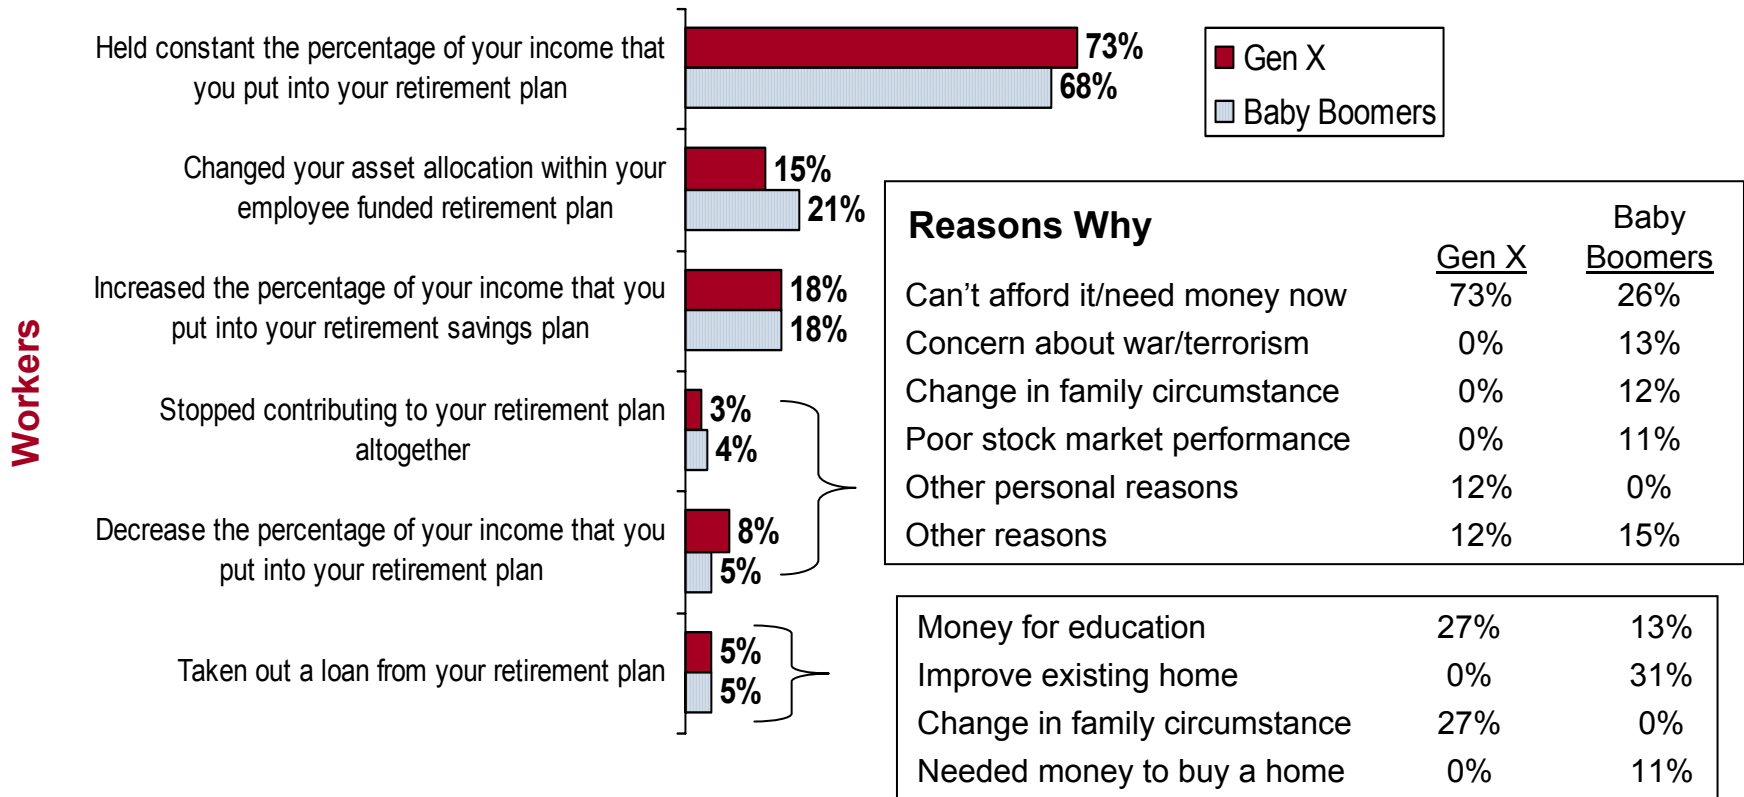 Workers
Held constant the percentage of your income that
you put into your retirement plan
73%
68%
Gen X
Baby Boomers
Changed your asset allocation within your
employee funded retirement plan
15%
21%
Increased the percentage of your income that you
put into your retirement savings plan
18%
18%
Stopped contributing to your retirement plan
altogether
3%
4%
Decrease the percentage of your income that you
put into your retirement plan
8%
5%
Taken out a loan from your retirement plan
5%
5%
Reasons Why
Gen X
Baby
Boomers
Can’t afford it/need money now 73% 26%
Concern about war/terrorism 0% 13%
Change in family circumstance 0% 12%
Poor stock market performance 0% 11%
Other personal reasons 12% 0%
Other reasons 12% 15%
Money for education 27% 13%
Improve existing home 0% 31%
Change in family circumstance 27% 0%
Needed money to buy a home 0% 11%